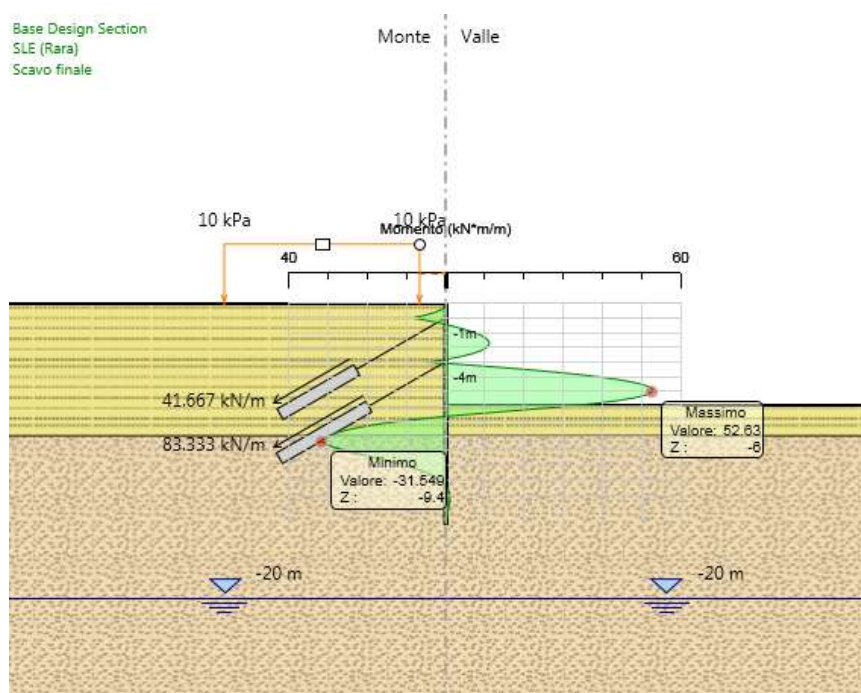 Base Design Section
SLE (Rara)
Scavo finale
Monte
Valle
10 kPa
10 kPa
Momento (kN*m/m)
40
60
-1m
-4m
41.667 kN/m
83.333 kN/m
Massimo
Valore: 52.63
Z : -6
Minimo
Valore: -31.549
Z : -9.4
-20 m
-20 m